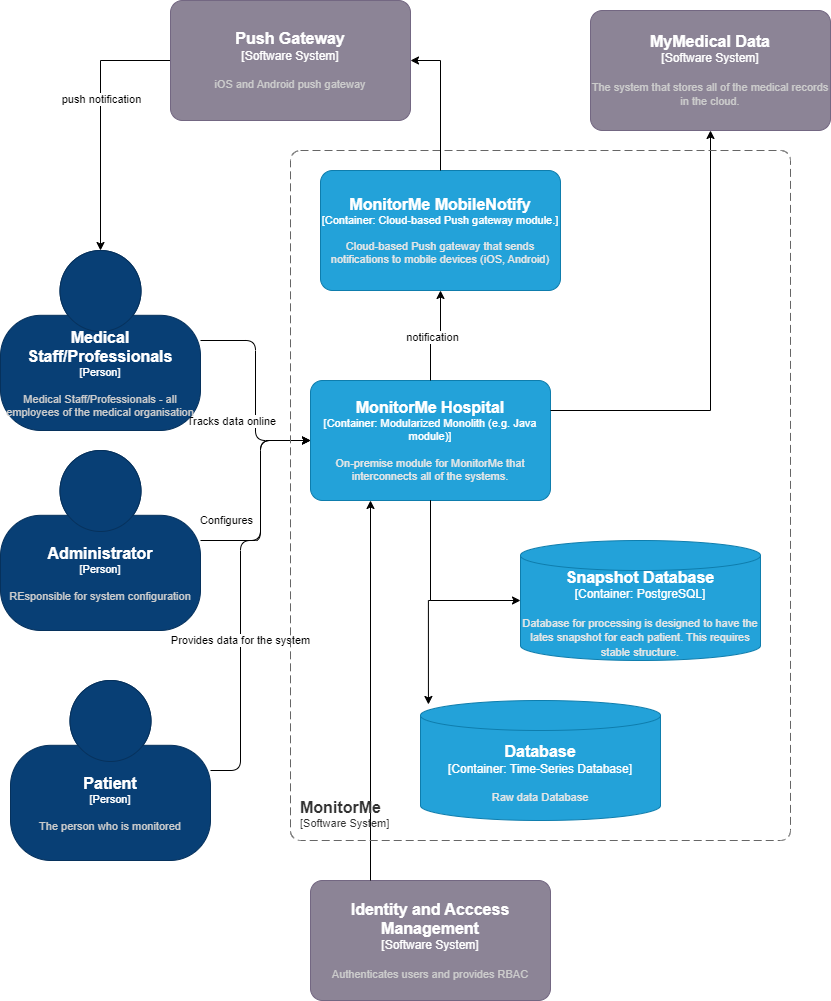 Push Gateway
[Software System]
iOS and Android push gateway
MyMedical Data
[Software System]
The system that stores all of the medical records
in the cloud.
push notification
MonitorMe MobileNotify
[Container: Cloud-based Push gateway module.]
Cloud-based Push gateway that sends
notifications to mobile devices (iOS, Android)
notification
Medical
Staff/Professionals
[Person]
Medical Staff/Professionals - all
employees of the medical organisation
Tracks data online
MonitorMe Hospital
[Container: Modularized Monolith (e.g. Java
module)]
On-premise module for MonitorMe that
interconnects all of the systems.
Configures
Administrator
[Person]
REsponsible for system configuration
Snapshot Database
[Container: PostgreSQL]
Database for processing is designed to have the
lates snapshot for each patient. This requires
stable structure.
Provides data for the system
Patient
[Person]
The person who is monitored
Database
[Container: Time-Series Database]
Raw data Database
MonitorMe
[Software System]
Identity and Acccess
Management
[Software System]
Authenticates users and provides RBAC